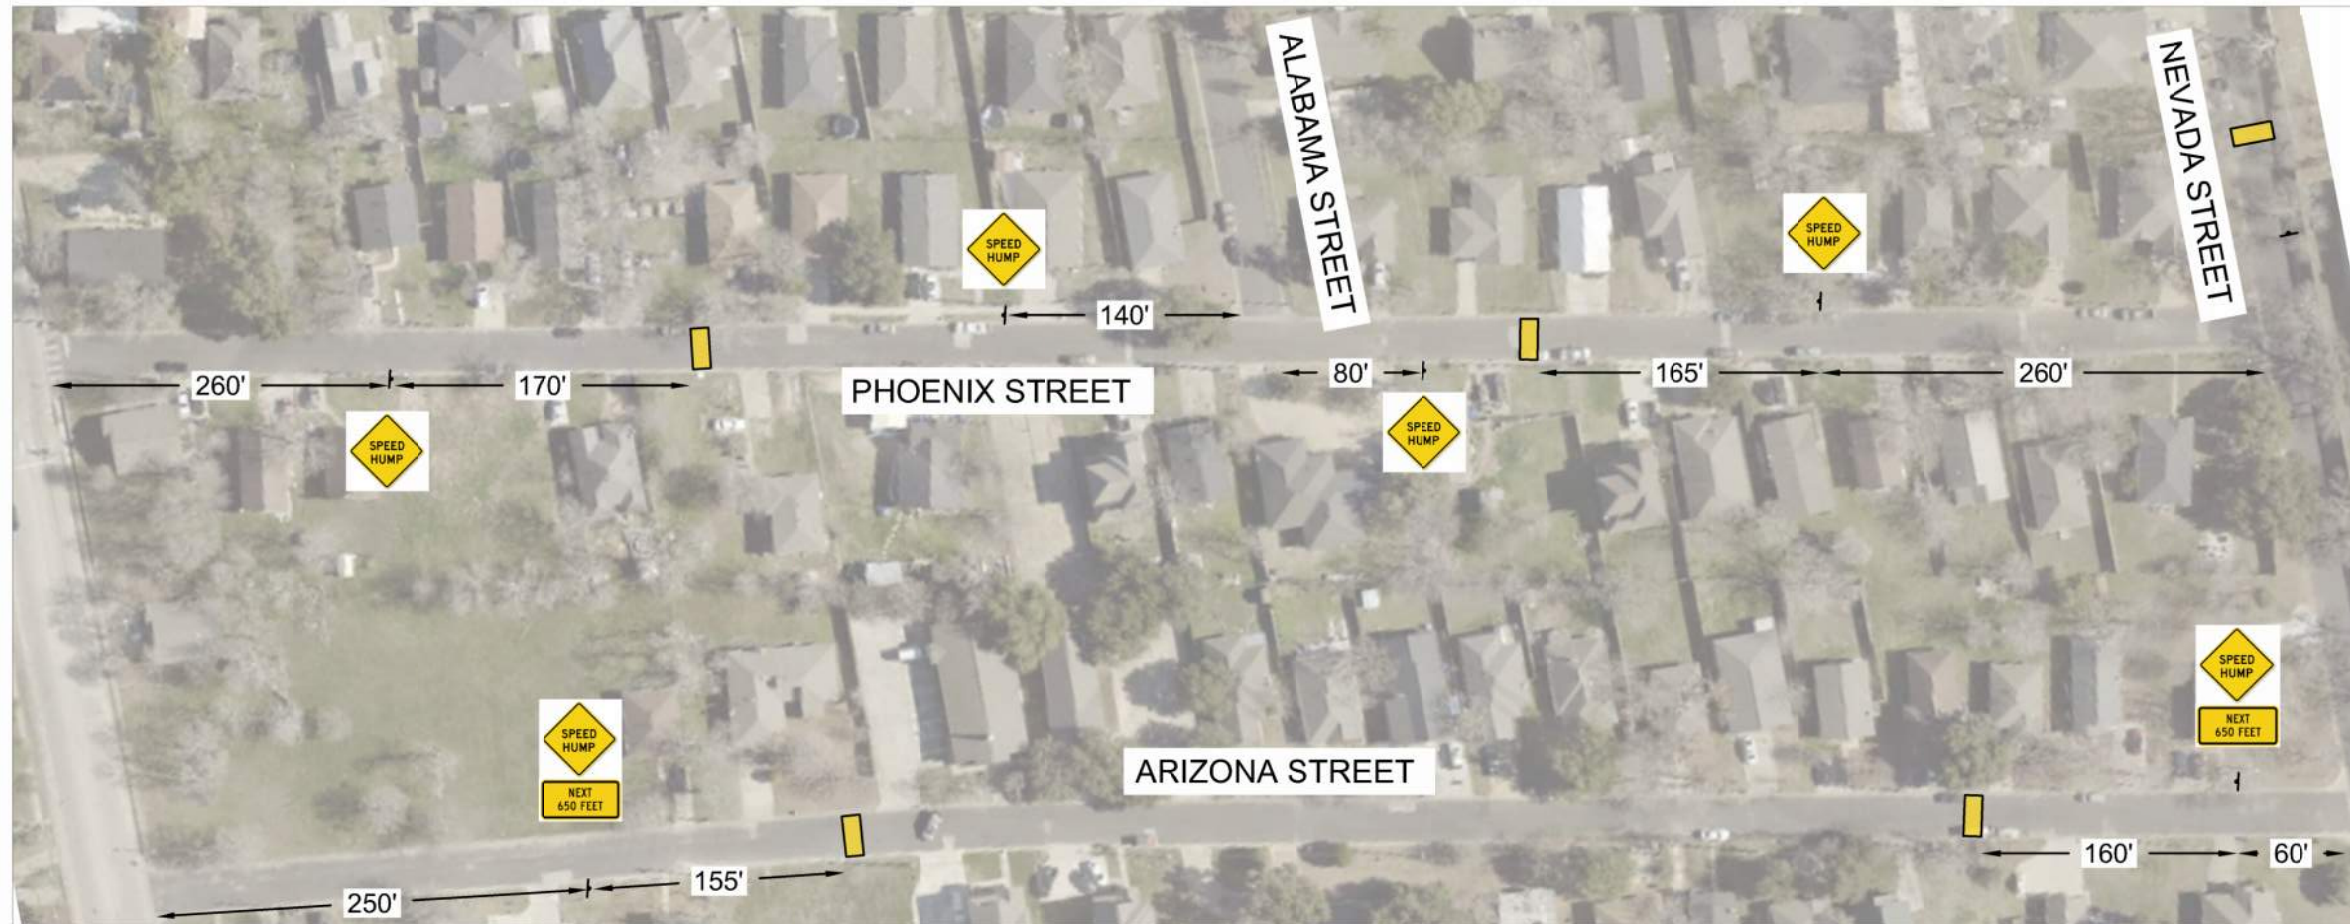 ALABAMA STREET
NEVADA STREET
SPEED
HUMP
SPEED
HUMP
140'
260'
170'
PHOENIX STREET
80'
165'
260'
SPEED
HUMP
SPEED
HUMP
SPEED
HUMP
NEXT
650 FEET
SPEED
HUMP
NEXT
650 FEET
ARIZONA STREET
250'
155'
160'
60'